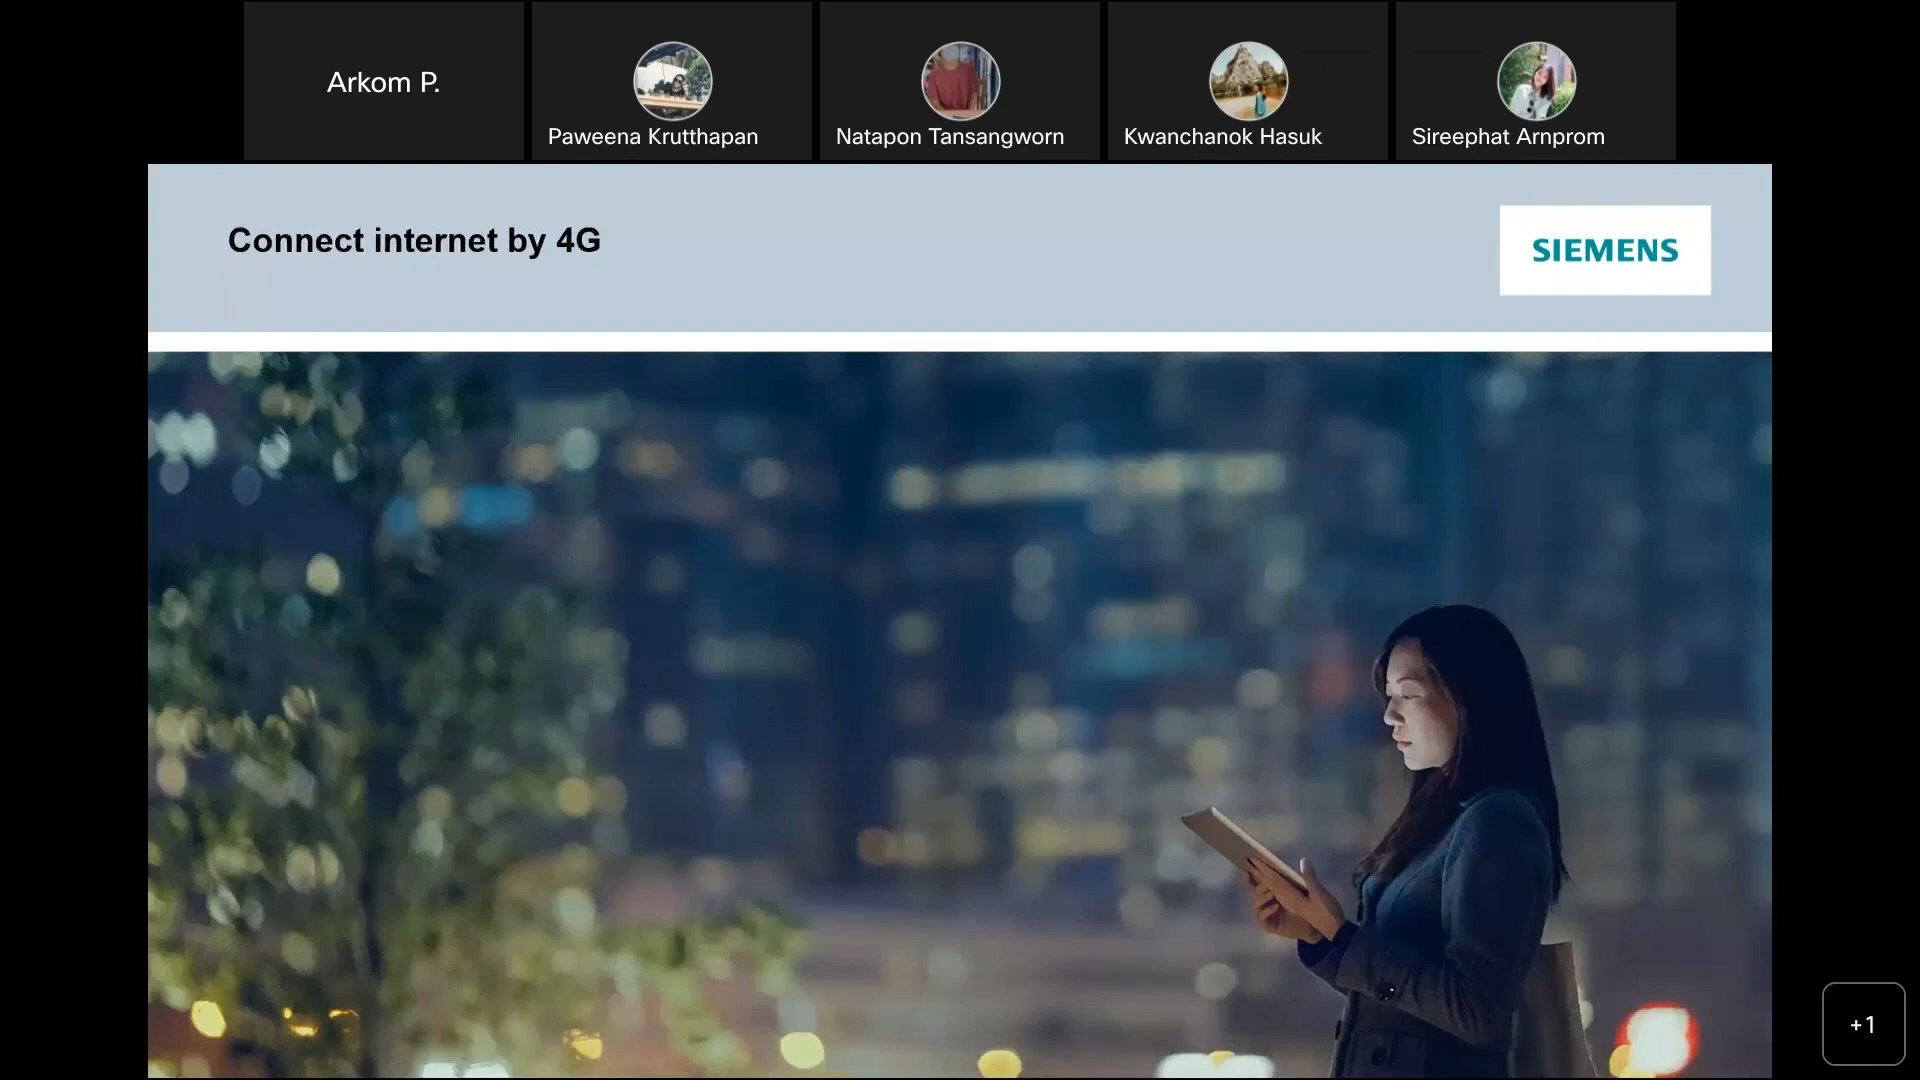 Arkom P.
Paweena Krutthapan
Natapon Tansangworn
Kwanchanok Hasuk
Sireephat Arnprom
Connect internet by 4G
SIEMENS
+1